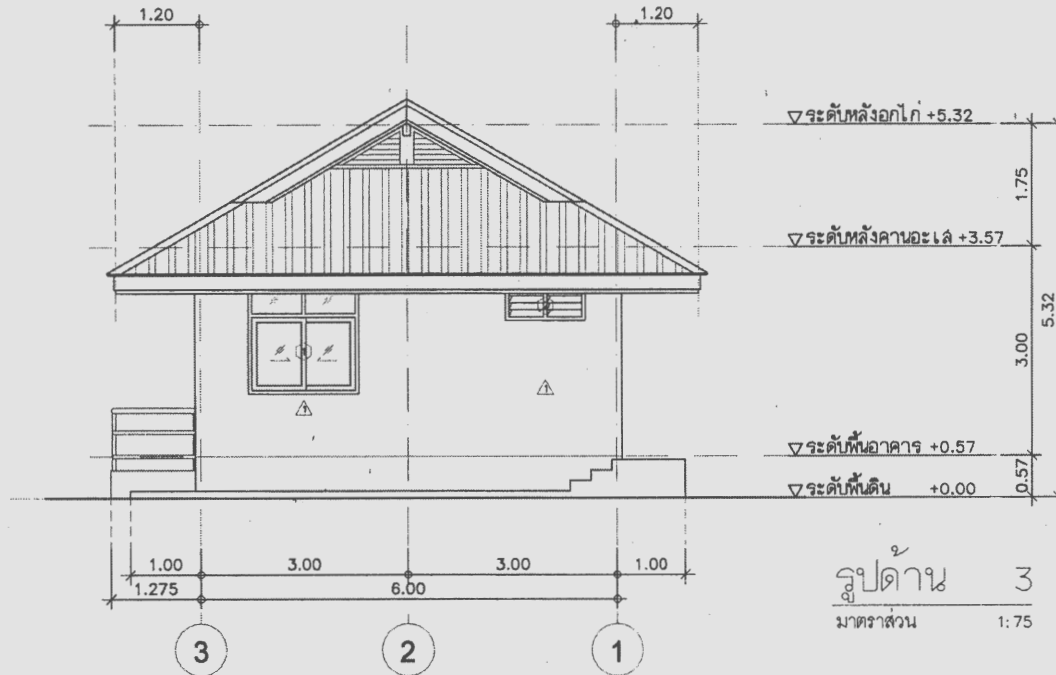 1.20
1.20
ระดับหลังอกไก่ +5.32
1.75
ระดับหลังคานอะเส +3.57
5.32
3.00
1
1
ระดับพื้นอาคาร +0.57
0.57
ระดับพื้นดิน +0.00
1.00 3.00 3.00 1.00
1.275 6.00
รูปด้าน 3
มาตราส่วน 1:75
3 2 1